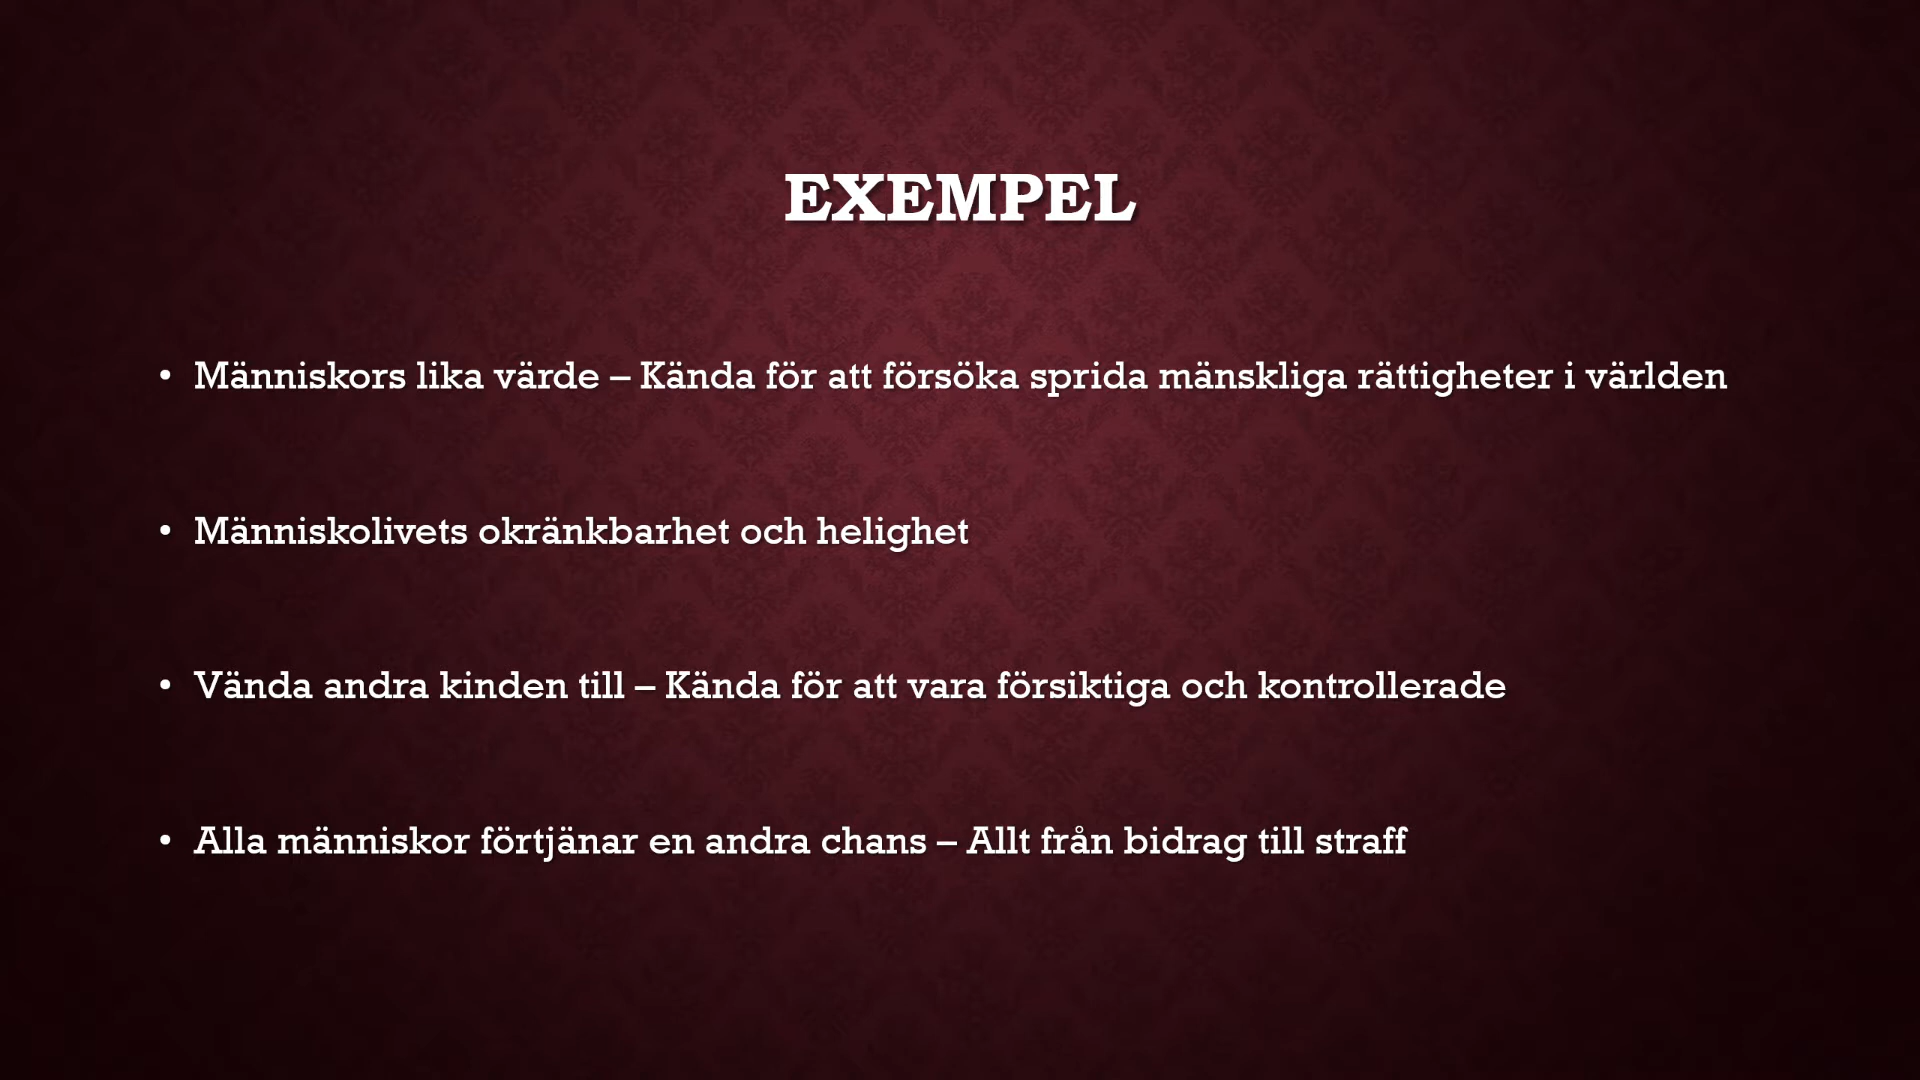 EXEMPEL
• Människors lika värde – Kända för att försöka sprida mänskliga rättigheter i världen
• Människolivets okränkbarhet och helighet
• Vända andra kinden till – Kända för att vara försiktiga och kontrollerade
• Alla människor förtjänar en andra chans – Allt från bidrag till straff